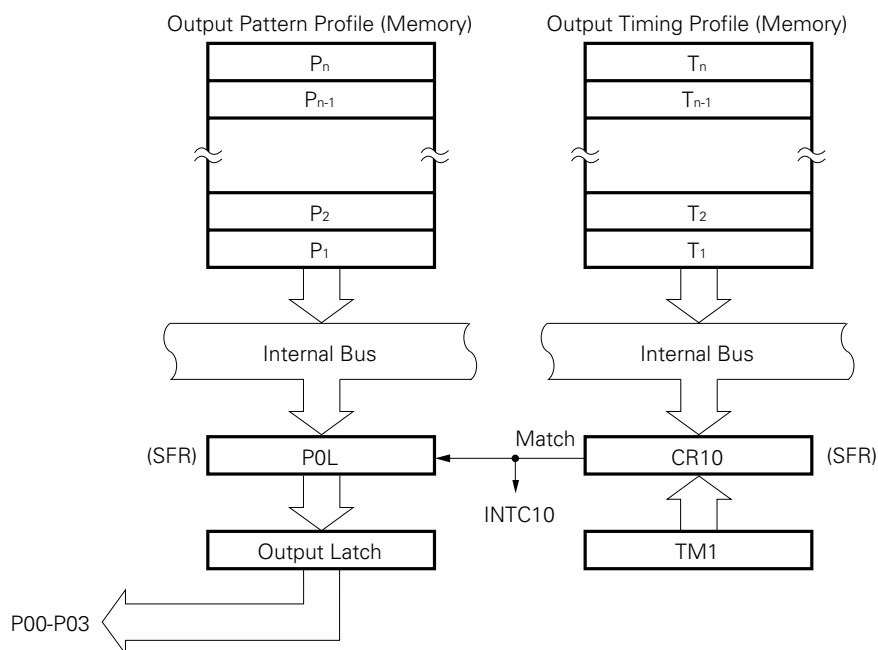 Output Pattern Profile (Memory)
Output Timing Profile (Memory)
Pn
Tn
Pn-1
Tn-1
P2
T2
P1
T1
Internal Bus
Internal Bus
Match
(SFR)
P0L
CR10
(SFR)
INTC10
Output Latch
TM1
P00-P03